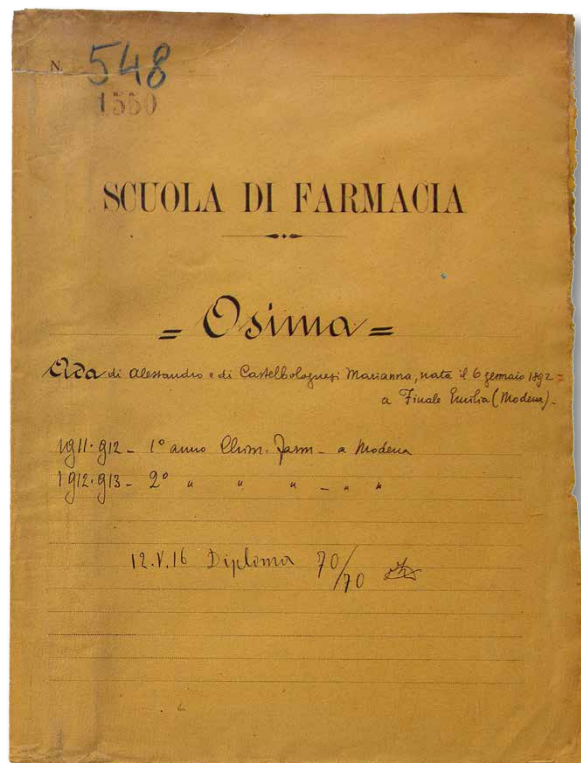 N. 548
1550
SCUOLA DI FARMACIA
= Osima =
Ada di Alessandro e di Castelbolognesi Marianna, nata il 6 gennaio 1892 =
a Finale Emilia (Modena).
1911-912 - 1° anno Chim. Farm. - a Modena
1912-913 - 2° " " " - " "
12.V.16 Diploma 70/70